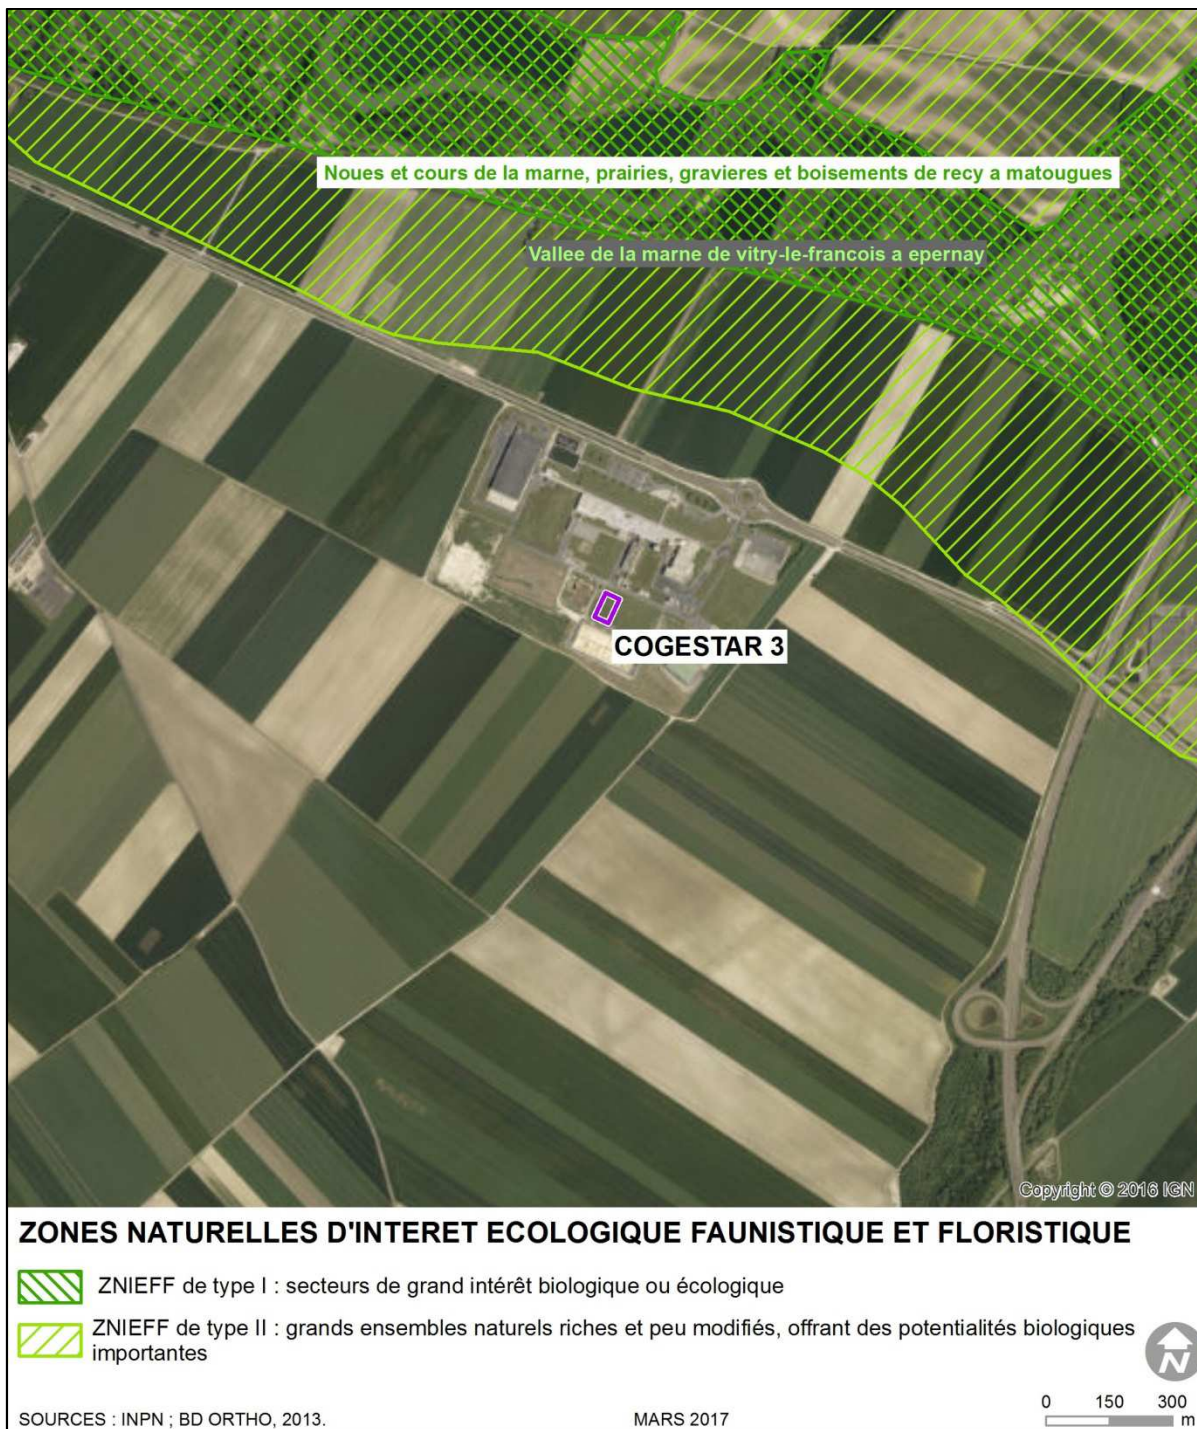 Noues et cours de la marne, prairies, gravieres et boisements de recy a matougues
Vallee de la marne de vitry-le-francois a epernay
COGESTAR 3
Copyright © 2016 IGN
ZONES NATURELLES D'INTERET ECOLOGIQUE FAUNISTIQUE ET FLORISTIQUE
ZNIEFF de type I : secteurs de grand intérêt biologique ou écologique
ZNIEFF de type II : grands ensembles naturels riches et peu modifiés, offrant des potentialités biologiques
importantes
N
0 150 300
m
SOURCES : INPN ; BD ORTHO, 2013.
MARS 2017